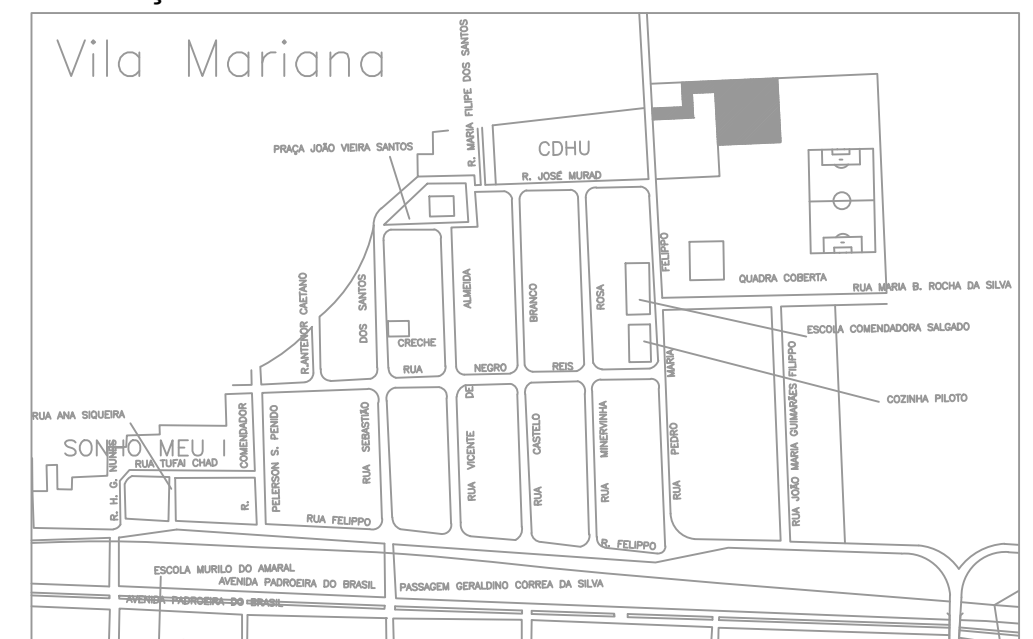 Vila Mariana
R. MARIA FILIPE DOS SANTOS
PRAÇA JOÃO VIEIRA SANTOS
CDHU
R. JOSÉ MURAD
FELIPPO
QUADRA COBERTA
RUA MARIA B. ROCHA DA SILVA
R.ANTENOR CAETANO
DOS SANTOS
ALMEIDA
BRANCO
ROSA
ESCOLA COMENDADORA SALGADO
CRECHE
RUA NEGRO REIS
MARIA
RUA JOÃO MARIA GUIMARÃES FILIPPO
COZINHA PILOTO
RUA ANA SIQUEIRA
SONHO MEU I
RUA TUFAI CHAD
R. H. G. NUNES
R. COMENDADOR
PELERSON S. PENIDO
RUA SEBASTIÃO
RUA VICENTE DE
RUA CASTELO
RUA MINERVINHA
RUA PEDRO
RUA FELIPPO
R. FELIPPO
ESCOLA MURILO DO AMARAL
AVENIDA PADROEIRA DO BRASIL
PASSAGEM GERALDINO CORREA DA SILVA
AVENIDA PADROEIRA DO BRASIL